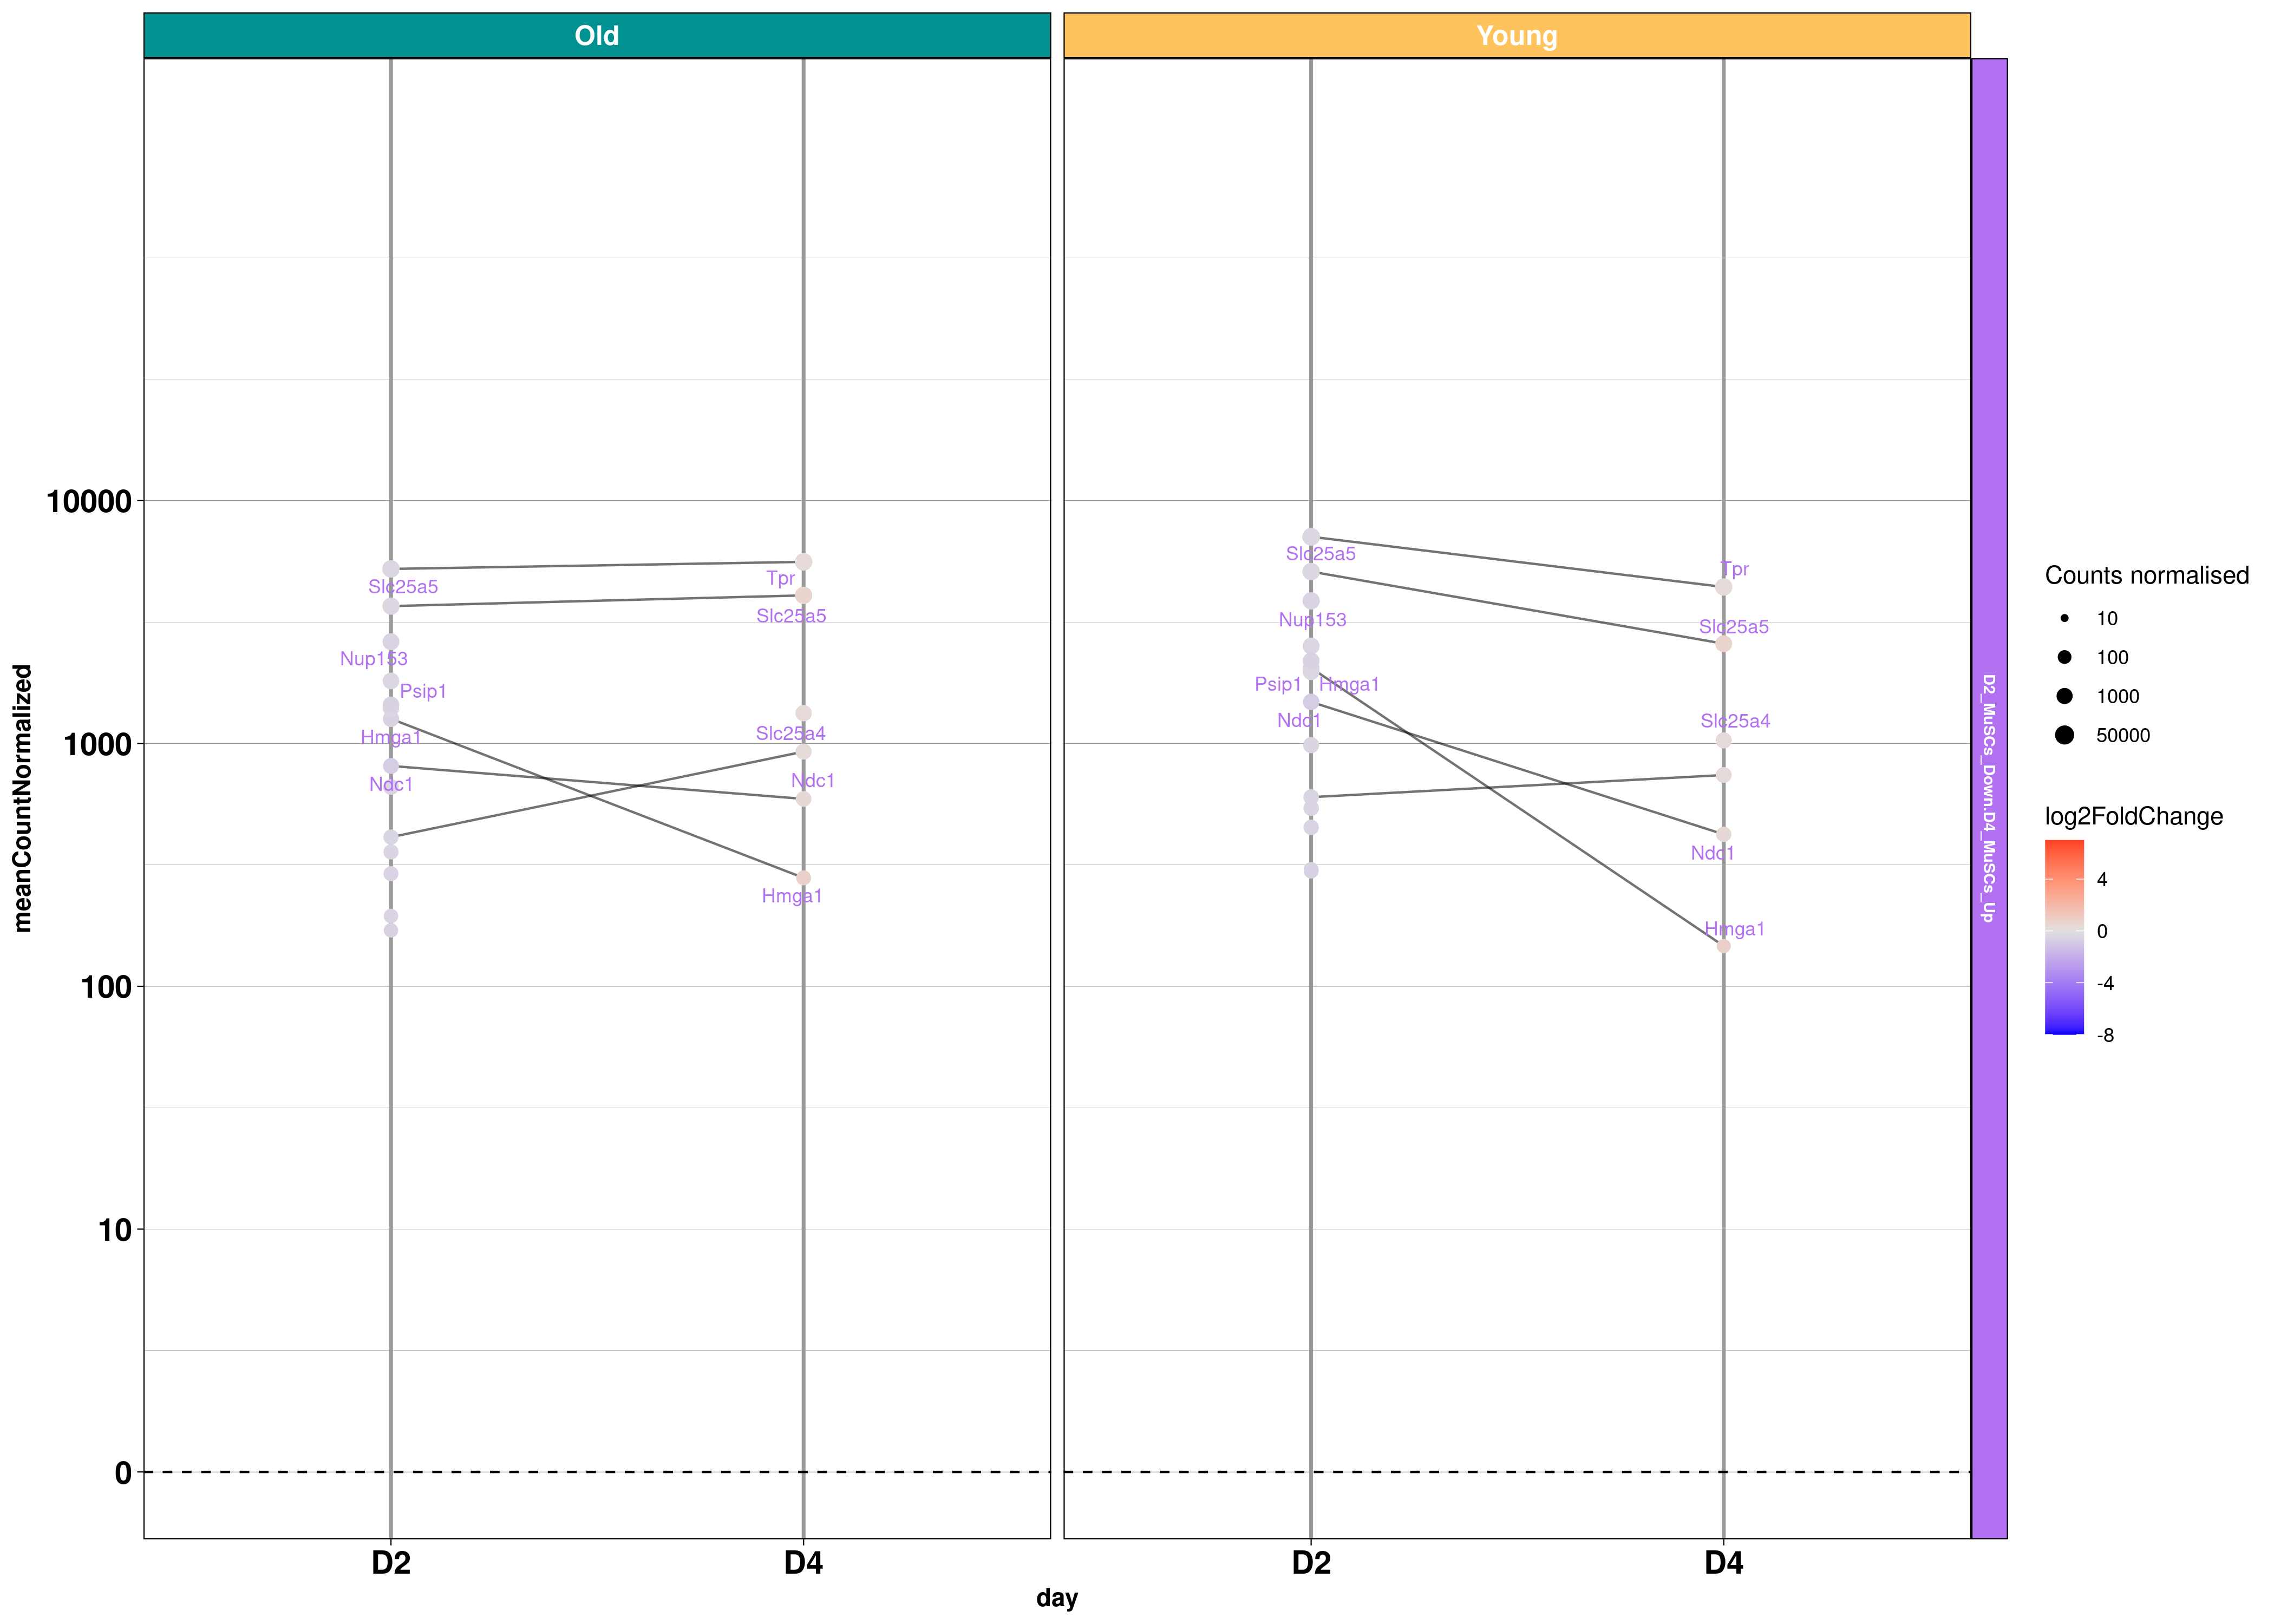 Old
Young
meanCountNormalized
10000
1000
100
10
0
Slc25a5
Nup153
Psip1
Hmga1
Ndc1
Tpr
Slc25a5
Slc25a4
Ndc1
Hmga1
Slc25a5
Nup153
Psip1
Hmga1
Ndc1
Tpr
Slc25a5
Slc25a4
Ndc1
Hmga1
D2_MuSCs_Down.D4_MuSCs_Up
D2
D4
D2
D4
day
Counts normalised
10
100
1000
50000
log2FoldChange
4
0
-4
-8